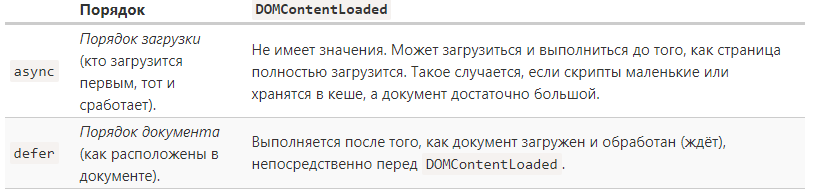 Порядок DOMContentLoaded
async
Порядок загрузки
(кто загрузится
первым, тот и
сработает).
Не имеет значения. Может загрузиться и выполниться до того, как страница
полностью загрузится. Такое случается, если скрипты маленькие или
хранятся в кеше, а документ достаточно большой.
defer
Порядок документа
(как расположены в
документе).
Выполняется после того, как документ загружен и обработан (ждёт),
непосредственно перед DOMContentLoaded.